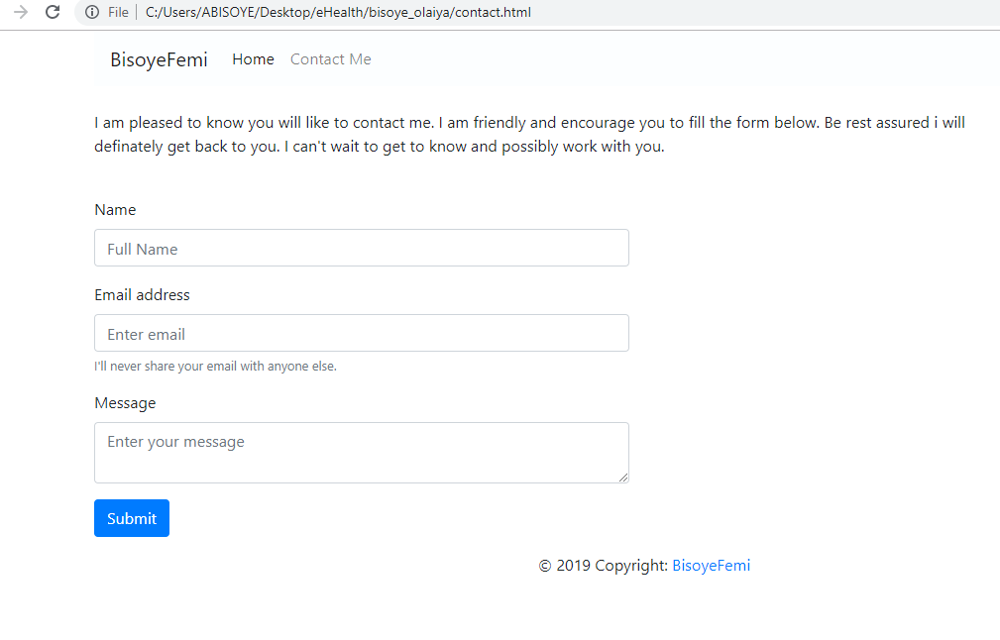 File | C:/Users/ABISOYE/Desktop/eHealth/bisoye_olaiya/contact.html
BisoyeFemi Home Contact Me
I am pleased to know you will like to contact me. I am friendly and encourage you to fill the form below. Be rest assured i will
definately get back to you. I can't wait to get to know and possibly work with you.
Name
Full Name
Email address
Enter email
I'll never share your email with anyone else.
Message
Enter your message
Submit
© 2019 Copyright: BisoyeFemi